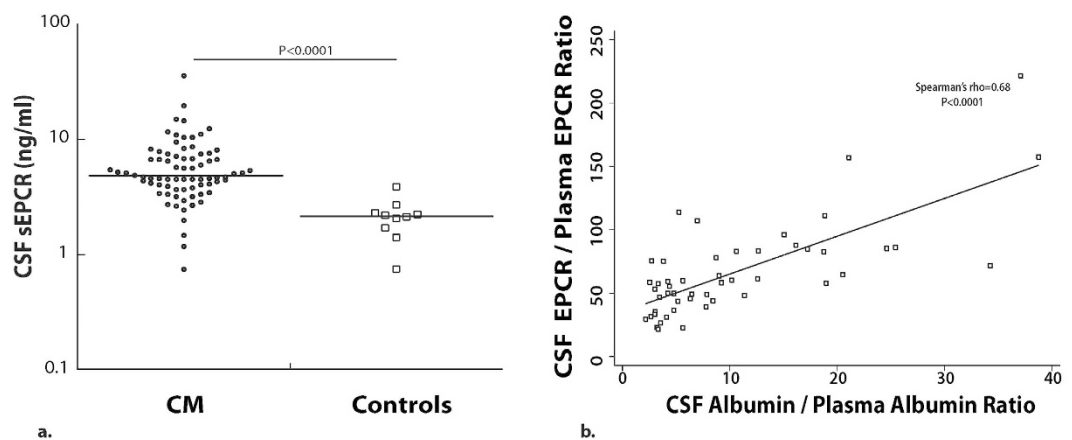 100
10
1
0.1
CSF sEPCR (ng/ml)
P<0.0001
CM
Controls
a.
CSF EPCR / Plasma EPCR Ratio
250
200
150
100
50
0
Spearman's rho=0.68
P<0.0001
0
10
20
30
40
CSF Albumin / Plasma Albumin Ratio
b.